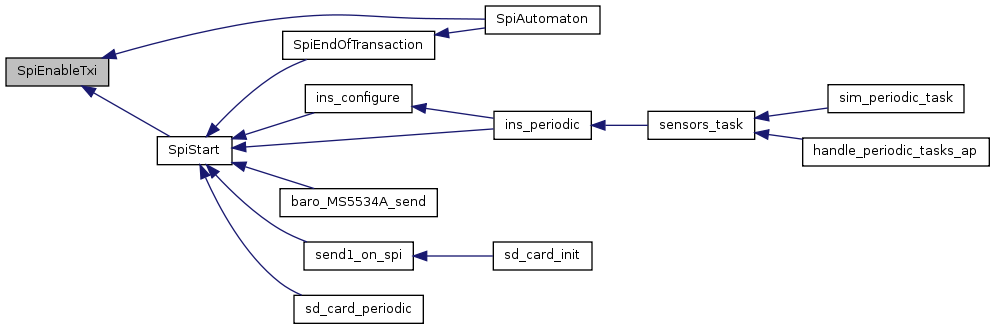 SpiEnableTxi
SpiAutomaton
SpiEndOfTransaction
SpiStart
ins_configure
ins_periodic
sensors_task
sim_periodic_task
handle_periodic_tasks_ap
baro_MS5534A_send
send1_on_spi
sd_card_init
sd_card_periodic